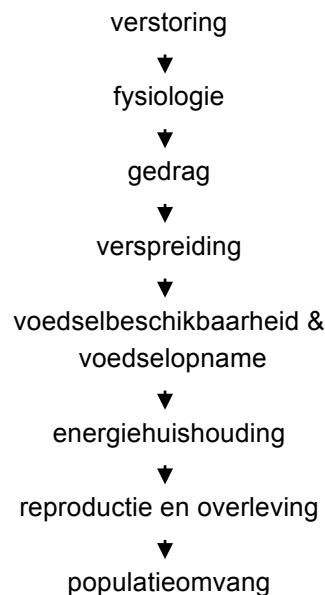 verstoring
fysiologie
gedrag
verspreiding
voedselbeschikbaarheid &
voedselopname
energiehuishouding
reproductie en overleving
populatieomvang